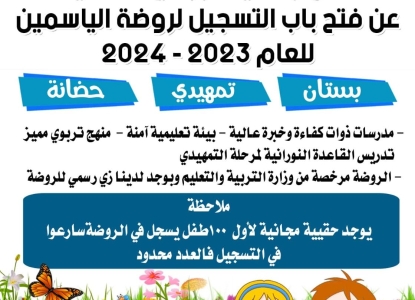 عن فتح باب التسجيل لروضة الياسمين
للعام 2023 - 2024
بستان تمهيدي حضانة
- مدرسات ذوات كفاءة وخبرة عالية - بيئة تعليمية آمنة - منهج تربوي مميز
تدريس القاعدة النورانية لمرحلة التمهيدي
- الروضة مرخصة من وزارة التربية والتعليم ويوجد لدينا زي رسمي للروضة
ملاحظة
يوجد حقيبة مجانية لأول ١٠٠طفل يسجل في الروضةسارعوا
في التسجيل فالعدد محدود